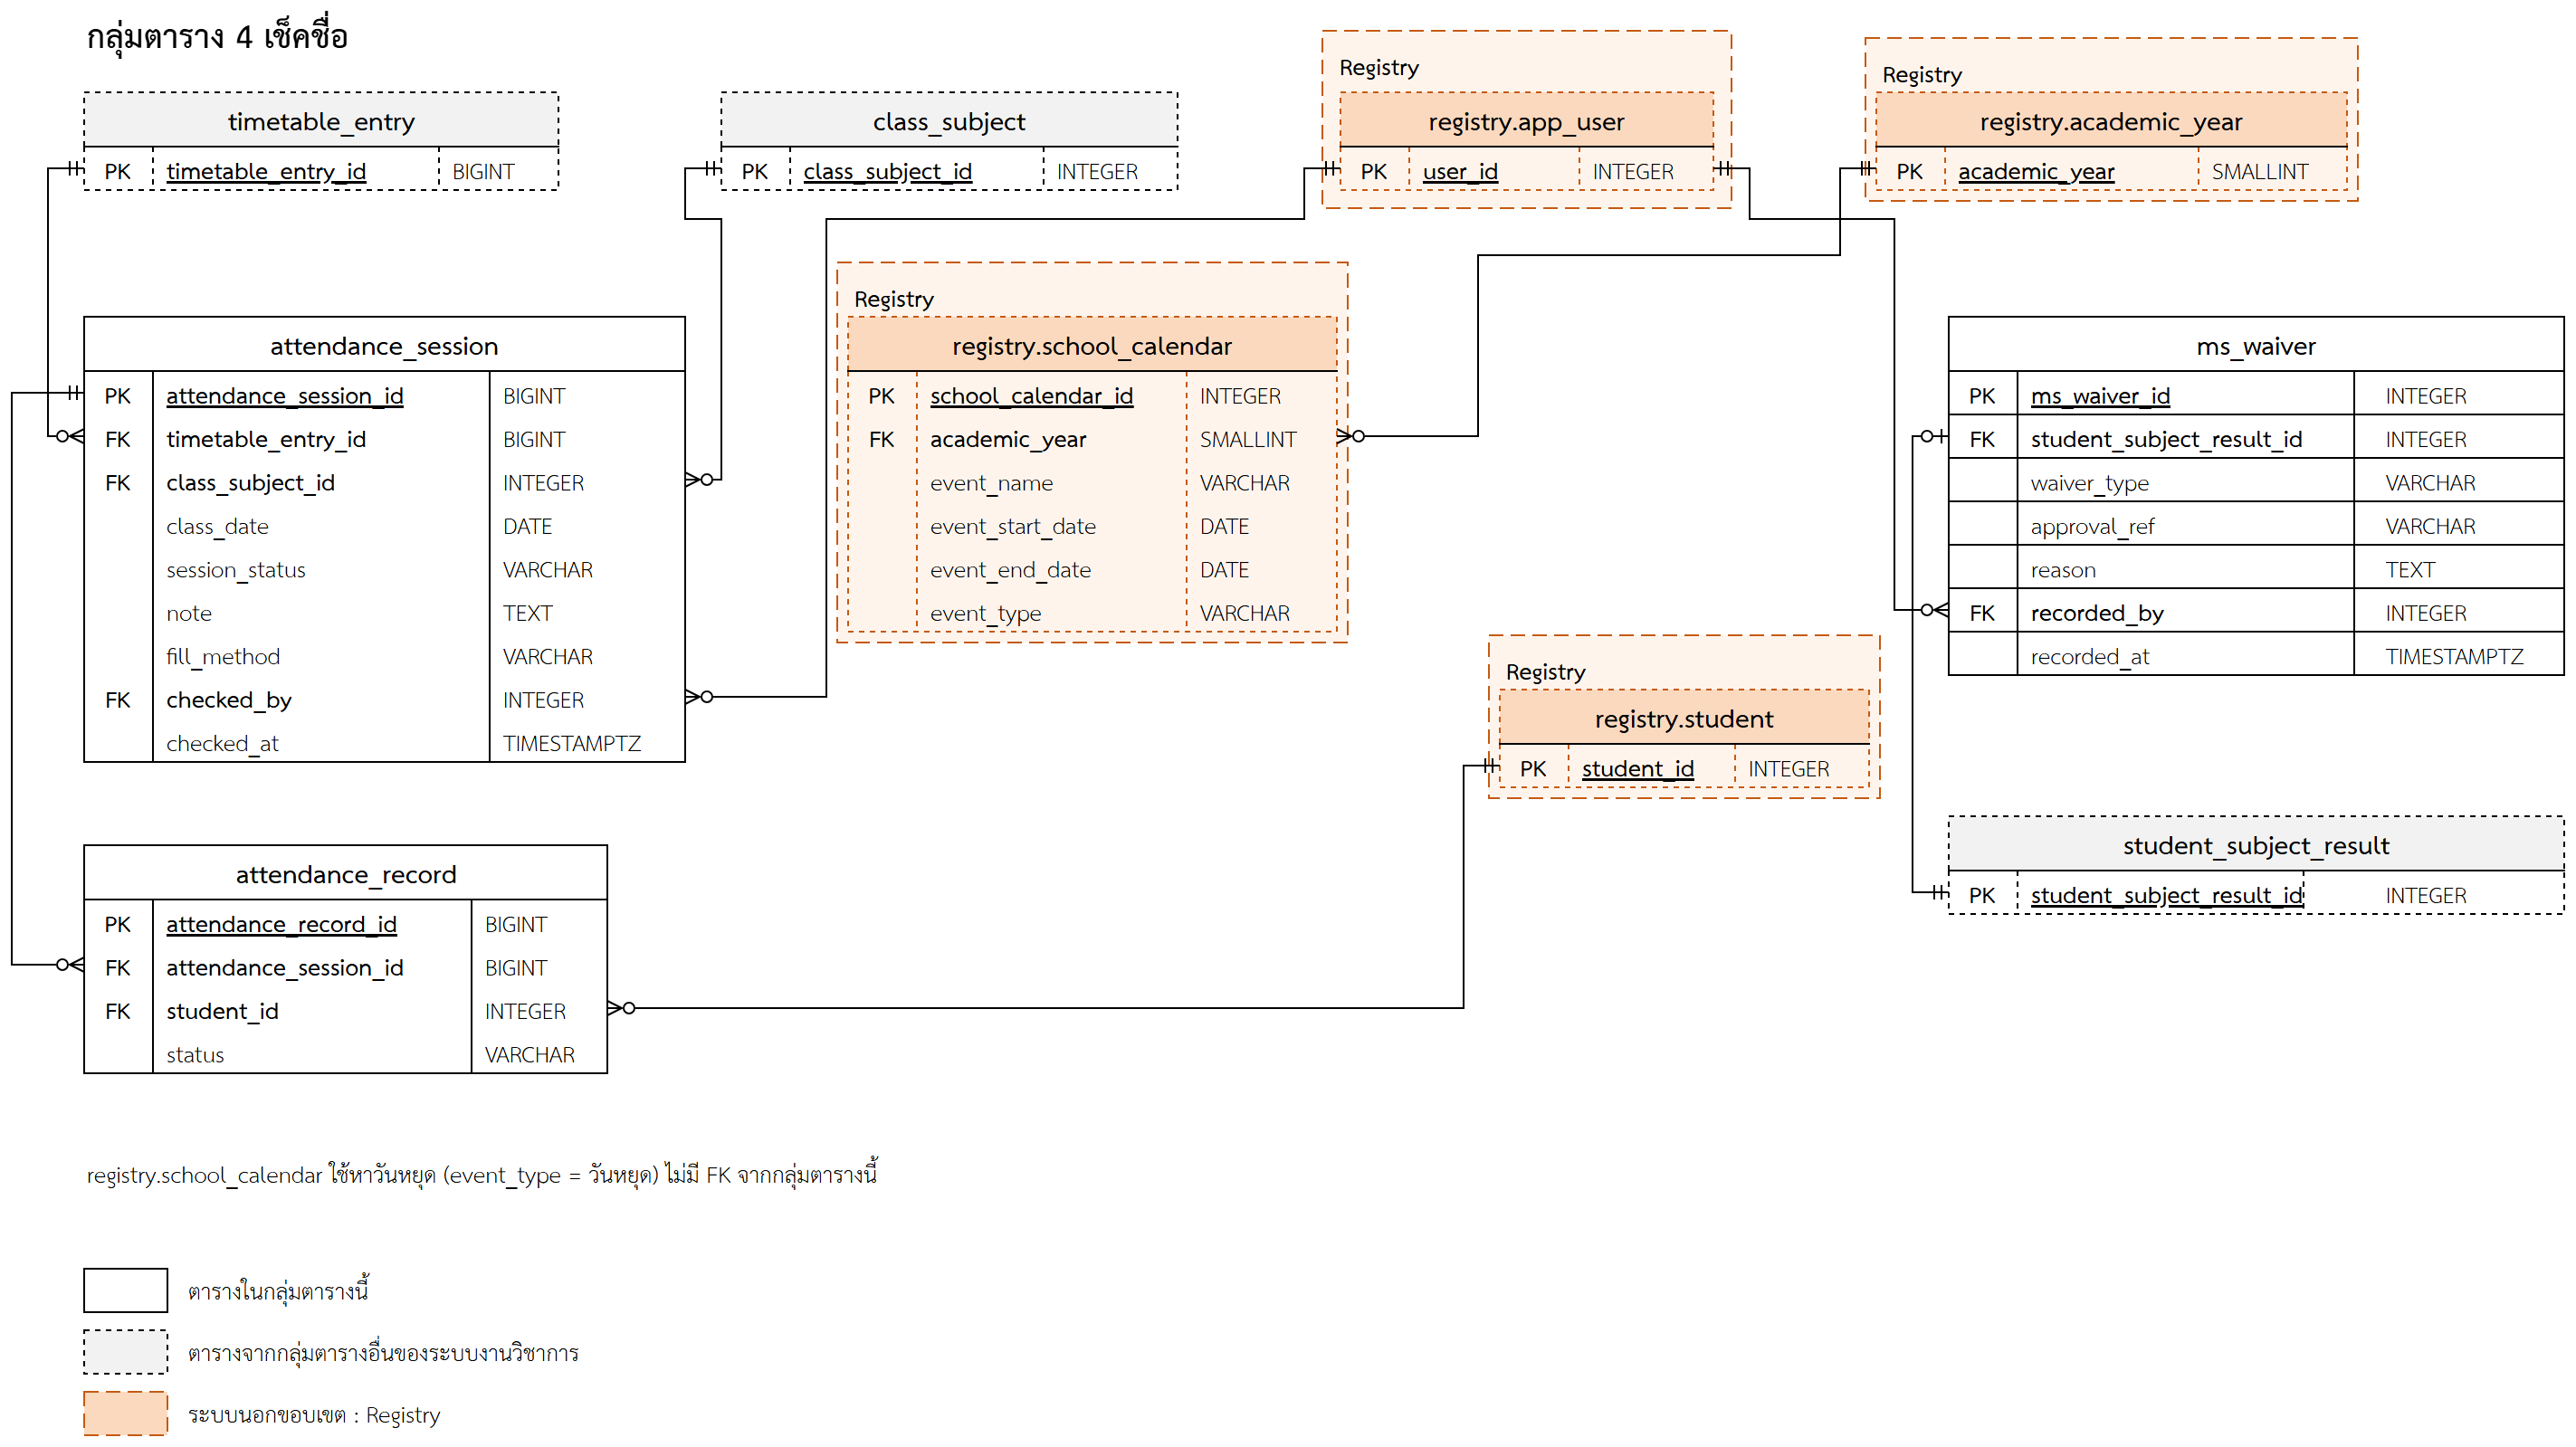 กลุ่มตาราง 4 เช็คชื่อ
timetable_entry
PK timetable_entry_id BIGINT
class_subject
PK class_subject_id INTEGER
Registry
registry.app_user
PK user_id INTEGER
Registry
registry.academic_year
PK academic_year SMALLINT
attendance_session
PK attendance_session_id BIGINT
FK timetable_entry_id BIGINT
FK class_subject_id INTEGER
class_date DATE
session_status VARCHAR
note TEXT
fill_method VARCHAR
FK checked_by INTEGER
checked_at TIMESTAMPTZ
Registry
registry.school_calendar
PK school_calendar_id INTEGER
FK academic_year SMALLINT
event_name VARCHAR
event_start_date DATE
event_end_date DATE
event_type VARCHAR
ms_waiver
PK ms_waiver_id INTEGER
FK student_subject_result_id INTEGER
waiver_type VARCHAR
approval_ref VARCHAR
reason TEXT
FK recorded_by INTEGER
recorded_at TIMESTAMPTZ
Registry
registry.student
PK student_id INTEGER
student_subject_result
PK student_subject_result_id INTEGER
attendance_record
PK attendance_record_id BIGINT
FK attendance_session_id BIGINT
FK student_id INTEGER
status VARCHAR
registry.school_calendar ใช้หาวันหยุด (event_type = วันหยุด) ไม่มี FK จากกลุ่มตารางนี้
ตารางในกลุ่มตารางนี้
ตารางจากกลุ่มตารางอื่นของระบบงานวิชาการ
ระบบนอกขอบเขต : Registry